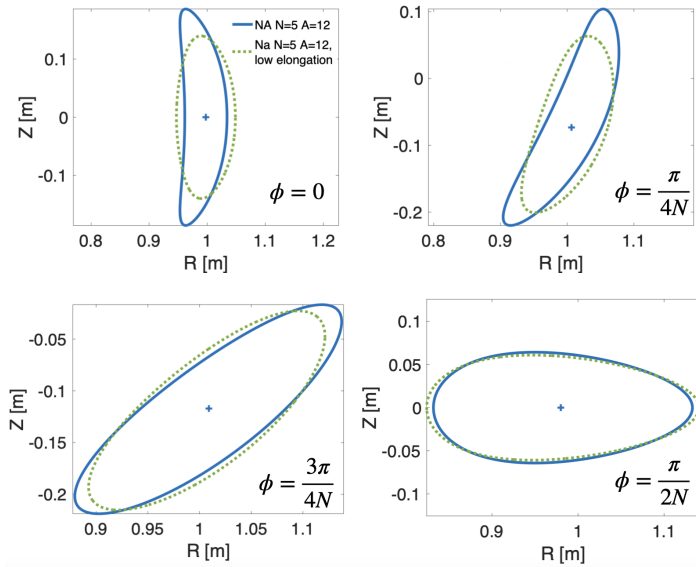 0.1
0
-0.1
Z [m]
0.8
0.9
1
1.1
1.2
R [m]
NA N=5 A=12
Na N=5 A=12,
low elongation
ϕ = 0
0.1
0
-0.1
-0.2
Z [m]
0.8
0.9
1
1.1
R [m]
ϕ = π/4N
-0.05
-0.1
-0.15
-0.2
Z [m]
0.9
0.95
1
1.05
1.1
R [m]
ϕ = 3π/4N
0.1
0.05
0
-0.05
-0.1
Z [m]
0.9
1
1.1
R [m]
ϕ = π/2N